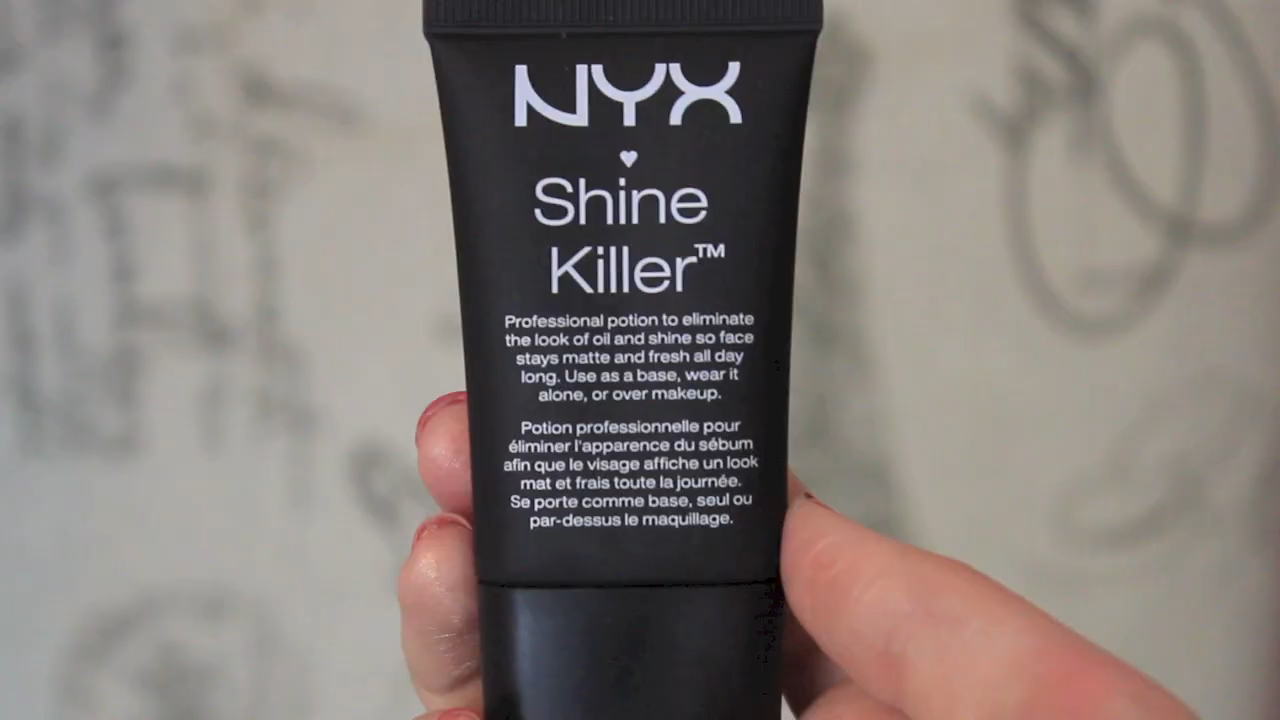 NYX
Shine
Killer™
Professional potion to eliminate
the look of oil and shine so face
stays matte and fresh all day
long. Use as a base, wear it
alone, or over makeup.
Potion professionnelle pour
éliminer l'apparence du sébum
afin que le visage affiche un look
mat et frais toute la journée.
Se porte comme base, seul ou
par-dessus le maquillage.